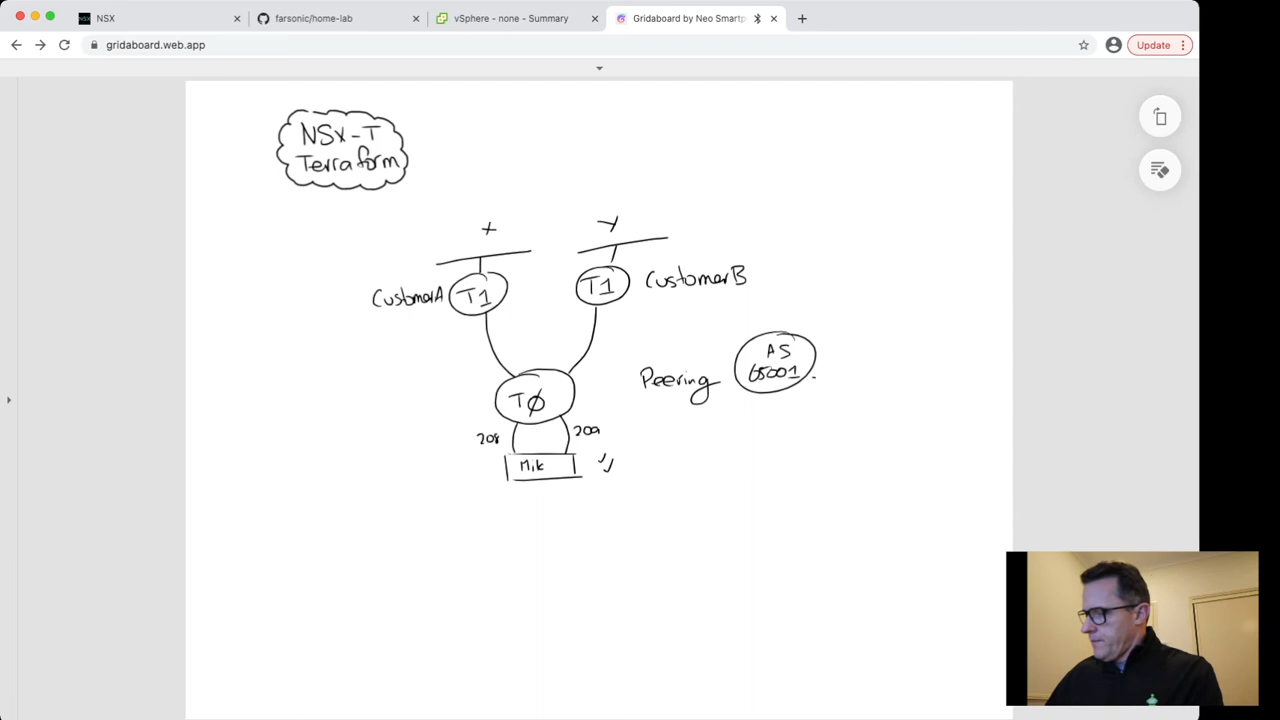 NSX
farsonic/home-lab
vSphere - none - Summary
Gridaboard by Neo Smartp
gridaboard.web.app
Update
NSX-T
Terraform
X
Y
CustomerA
T1
T1
CustomerB
AS
65001
Peering
TØ
208
209
Mik